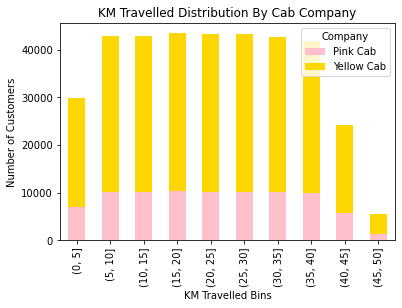 KM Travelled Distribution By Cab Company
Company
Pink Cab
Yellow Cab
Number of Customers
40000
30000
20000
10000
0
(0, 5]
(5, 10]
(10, 15]
(15, 20]
(20, 25]
(25, 30]
(30, 35]
(35, 40]
(40, 45]
(45, 50]
KM Travelled Bins